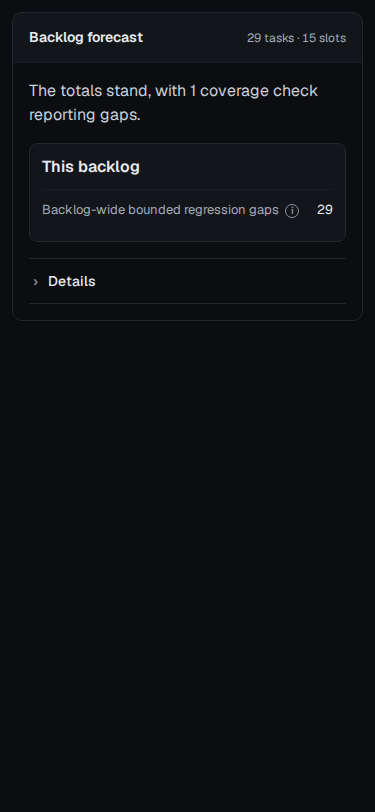 Backlog forecast
29 tasks · 15 slots
The totals stand, with 1 coverage check
reporting gaps.
This backlog
Backlog-wide bounded regression gaps ⓘ 29
› Details